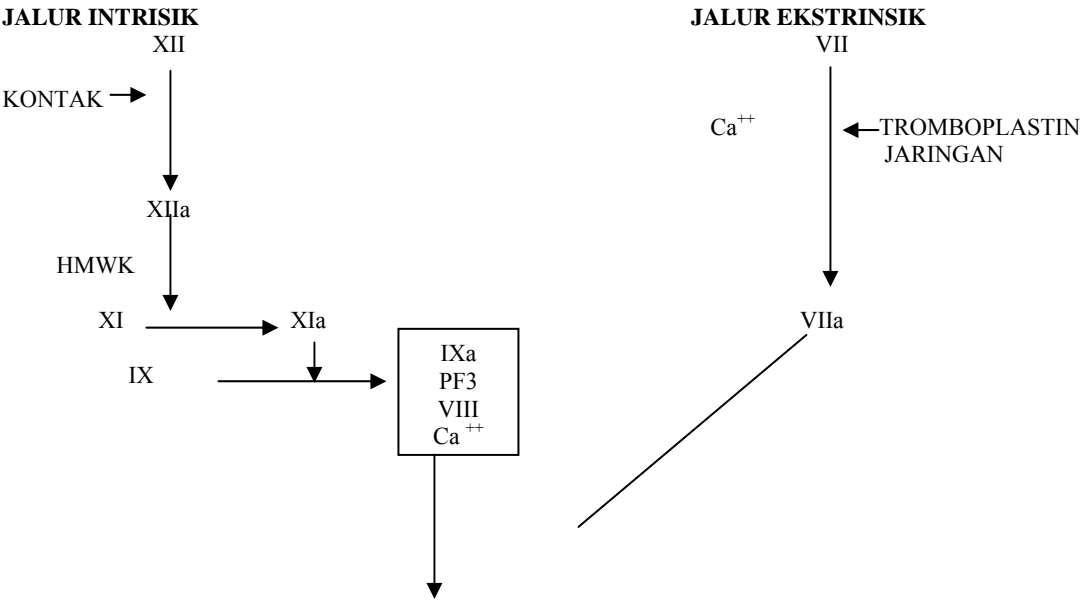 JALUR INTRISIK
XII
KONTAK
XIIa
HMWK
XI
XIa
IX
IXa
PF3
VIII
Ca ++
JALUR EKSTRINSIK
VII
Ca++
TROMBOPLASTIN
JARINGAN
VIIa